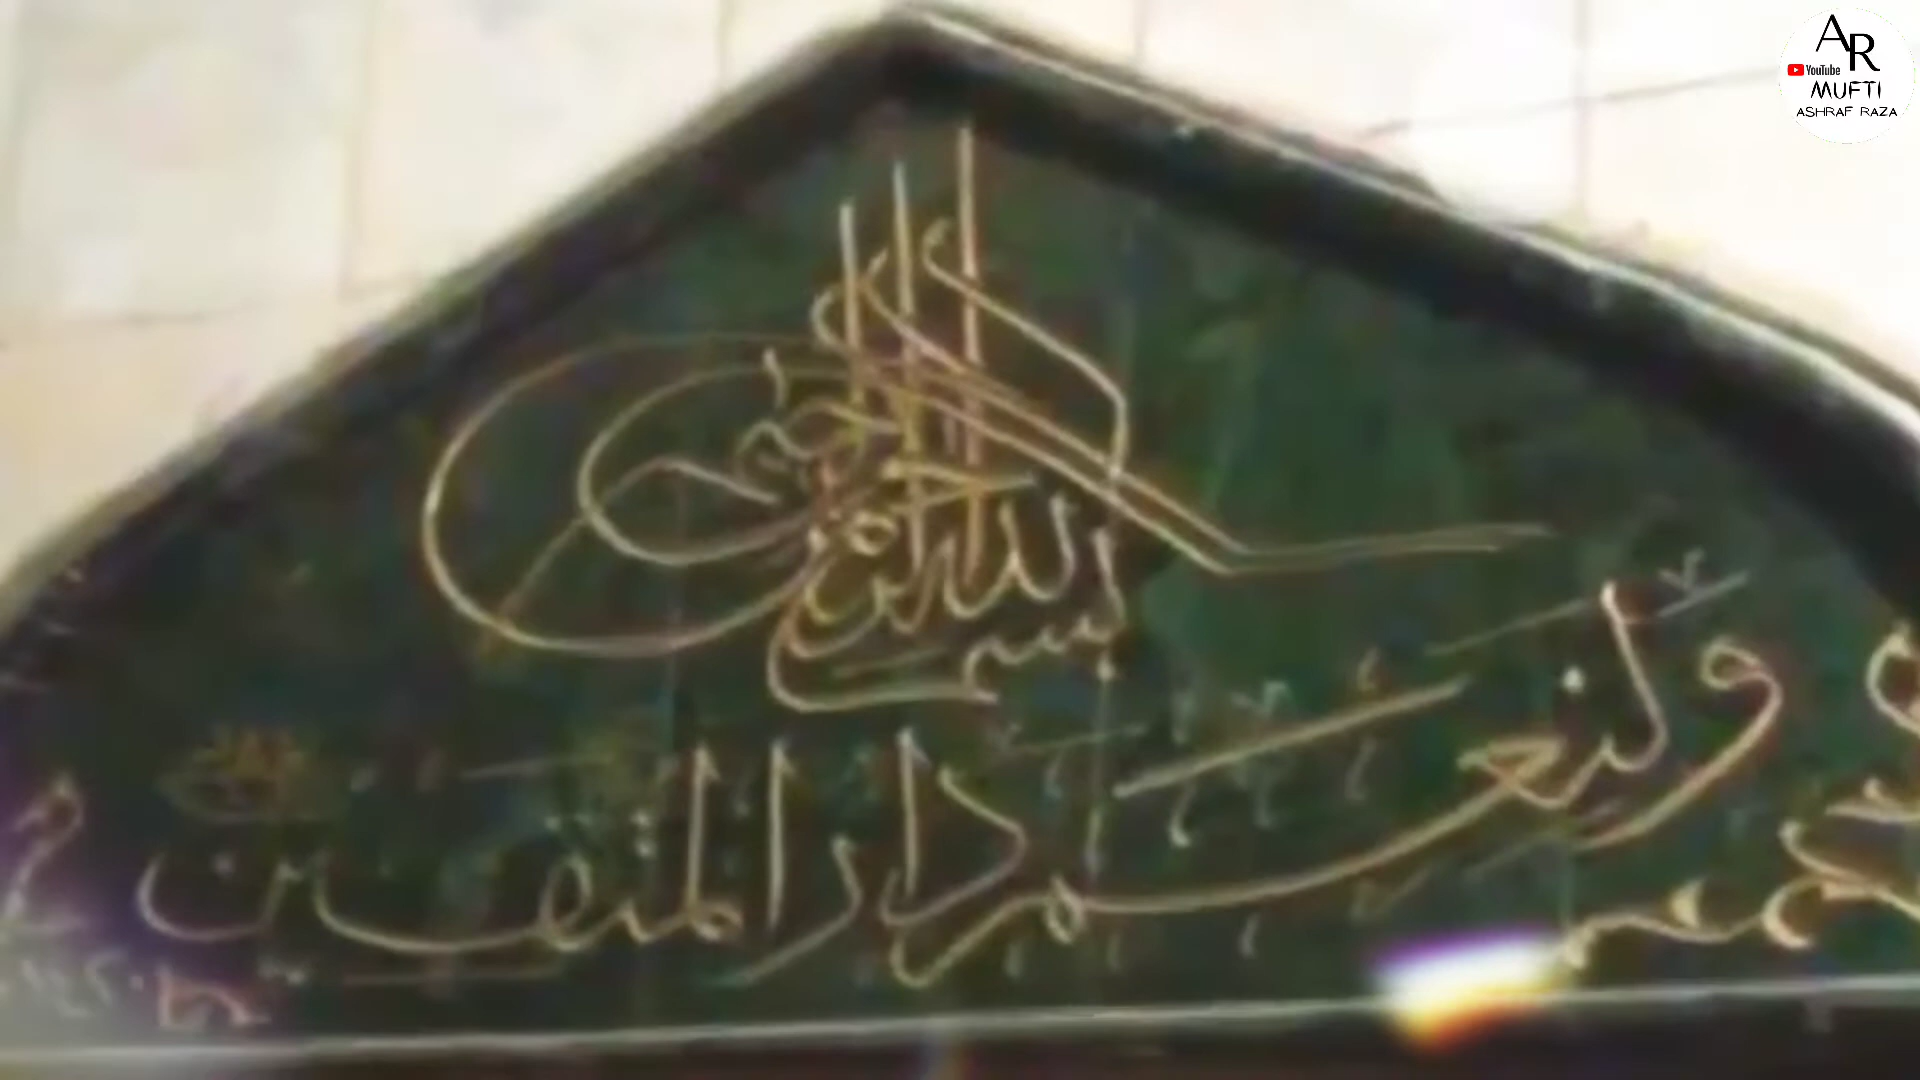 بسم الله الرحمن الرحيم
ولنعم دار المتقين
AR
YouTube
MUFTI
ASHRAF RAZA